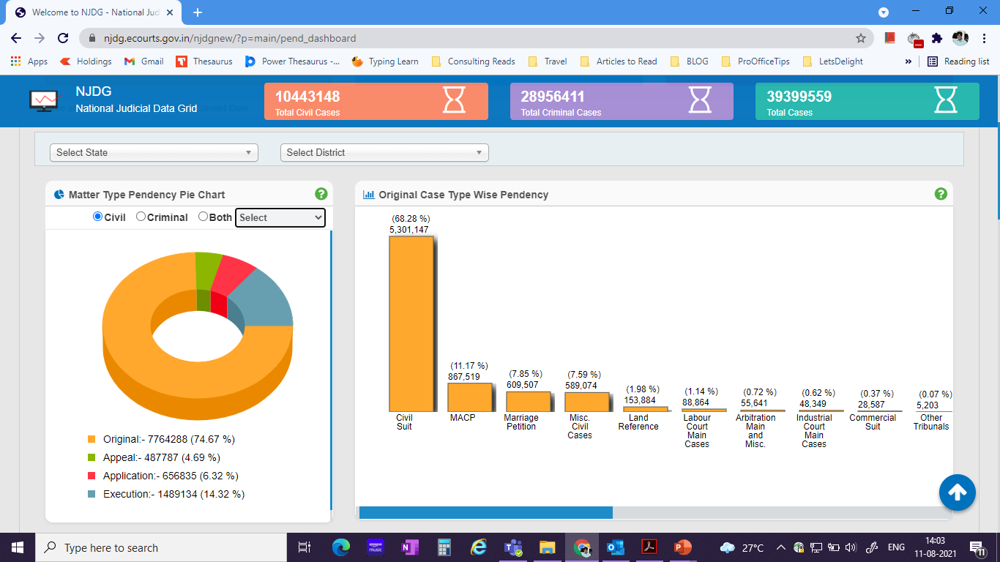 Welcome to NJDG - National Jud
njdg.ecourts.gov.in/njdgnew/?p=main/pend_dashboard
Apps Holdings Gmail Thesaurus Power Thesaurus -... Typing Learn Consulting Reads Travel Articles to Read BLOG ProOfficeTips LetsDelight » Reading list
NJDG
National Judicial Data Grid
10443148
Total Civil Cases
28956411
Total Criminal Cases
39399559
Total Cases
Select State Select District
Matter Type Pendency Pie Chart ?
Civil Criminal Both Select
Original:- 7764288 (74.67 %)
Appeal:- 487787 (4.69 %)
Application:- 656835 (6.32 %)
Execution:- 1489134 (14.32 %)
Original Case Type Wise Pendency ?
(68.28 %)
5,301,147
Civil
Suit
(11.17 %)
867,519
MACP
(7.85 %)
609,507
Marriage
Petition
(7.59 %)
589,074
Misc.
Civil
Cases
(1.98 %)
153,884
Land
Reference
(1.14 %)
88,864
Labour
Court
Main
Cases
(0.72 %)
55,641
Arbitration
Main
and
Misc.
(0.62 %)
48,349
Industrial
Court
Main
Cases
(0.37 %)
28,587
Commercial
Suit
(0.07 %)
5,203
Other
Tribunals
Type here to search
amazon
music
27°C
ENG
14:03
11-08-2021
11